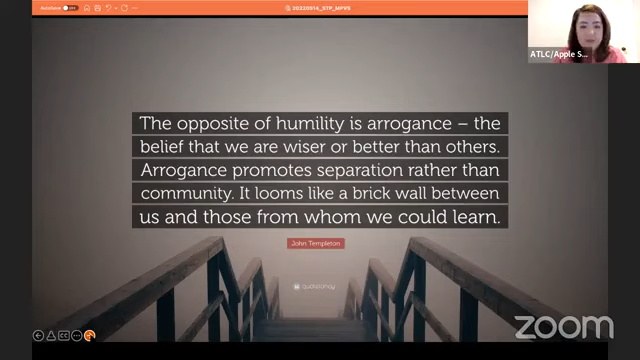 AutoSave OFF
20220514_STP_MPVS
ATLC/Apple S...
The opposite of humility is arrogance – the
belief that we are wiser or better than others.
Arrogance promotes separation rather than
community. It looms like a brick wall between
us and those from whom we could learn.
John Templeton
quotefancy
zoom